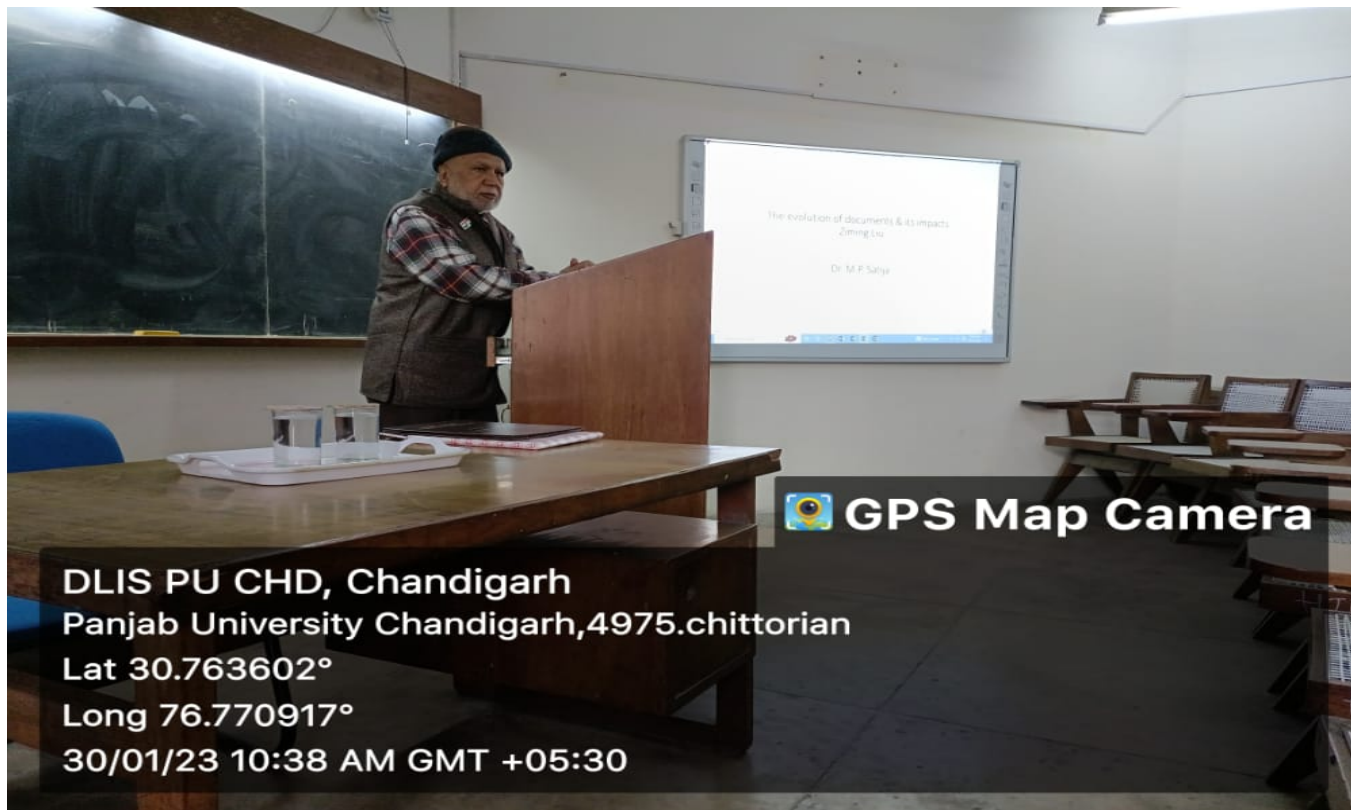 The evolution of documents & its impacts
Ziming Liu
Dr. M.P. Satija
GPS Map Camera
DLIS PU CHD, Chandigarh
Panjab University Chandigarh,4975.chittorian
Lat 30.763602°
Long 76.770917°
30/01/23 10:38 AM GMT +05:30